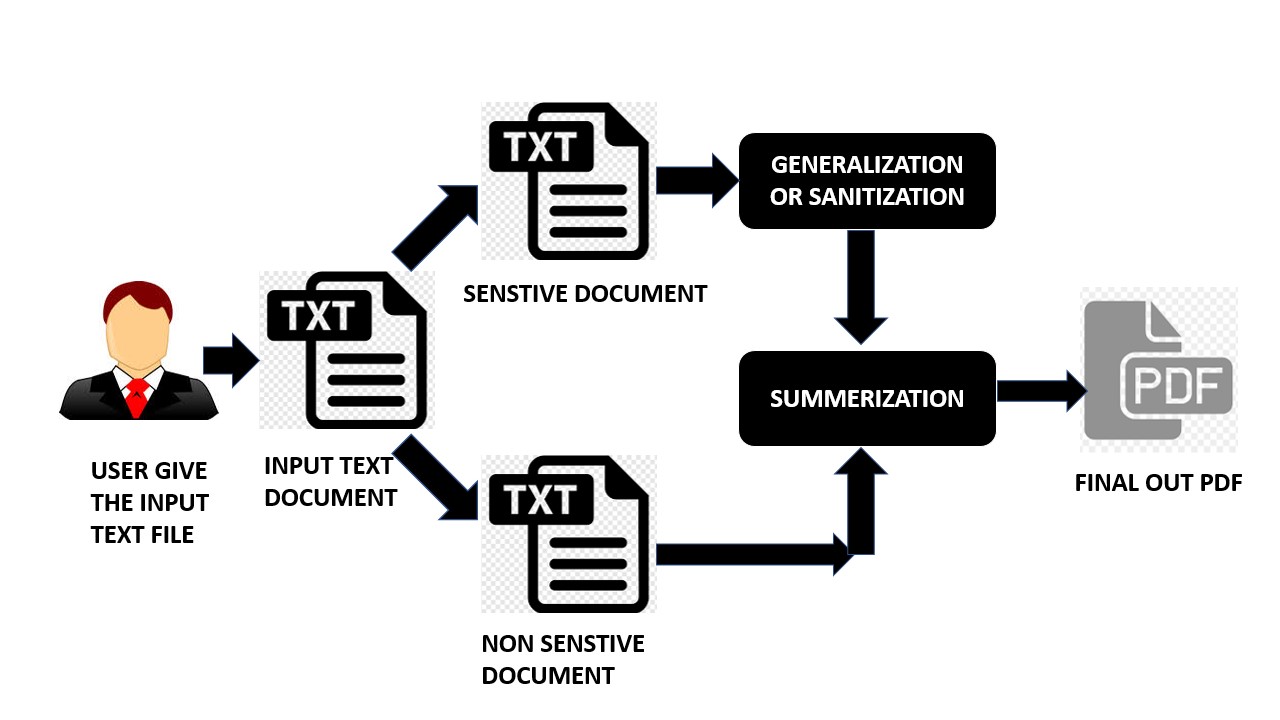 USER GIVE
THE INPUT
TEXT FILE
TXT
INPUT TEXT
DOCUMENT
TXT
SENSTIVE DOCUMENT
TXT
NON SENSTIVE
DOCUMENT
GENERALIZATION
OR SANITIZATION
SUMMERIZATION
PDF
FINAL OUT PDF